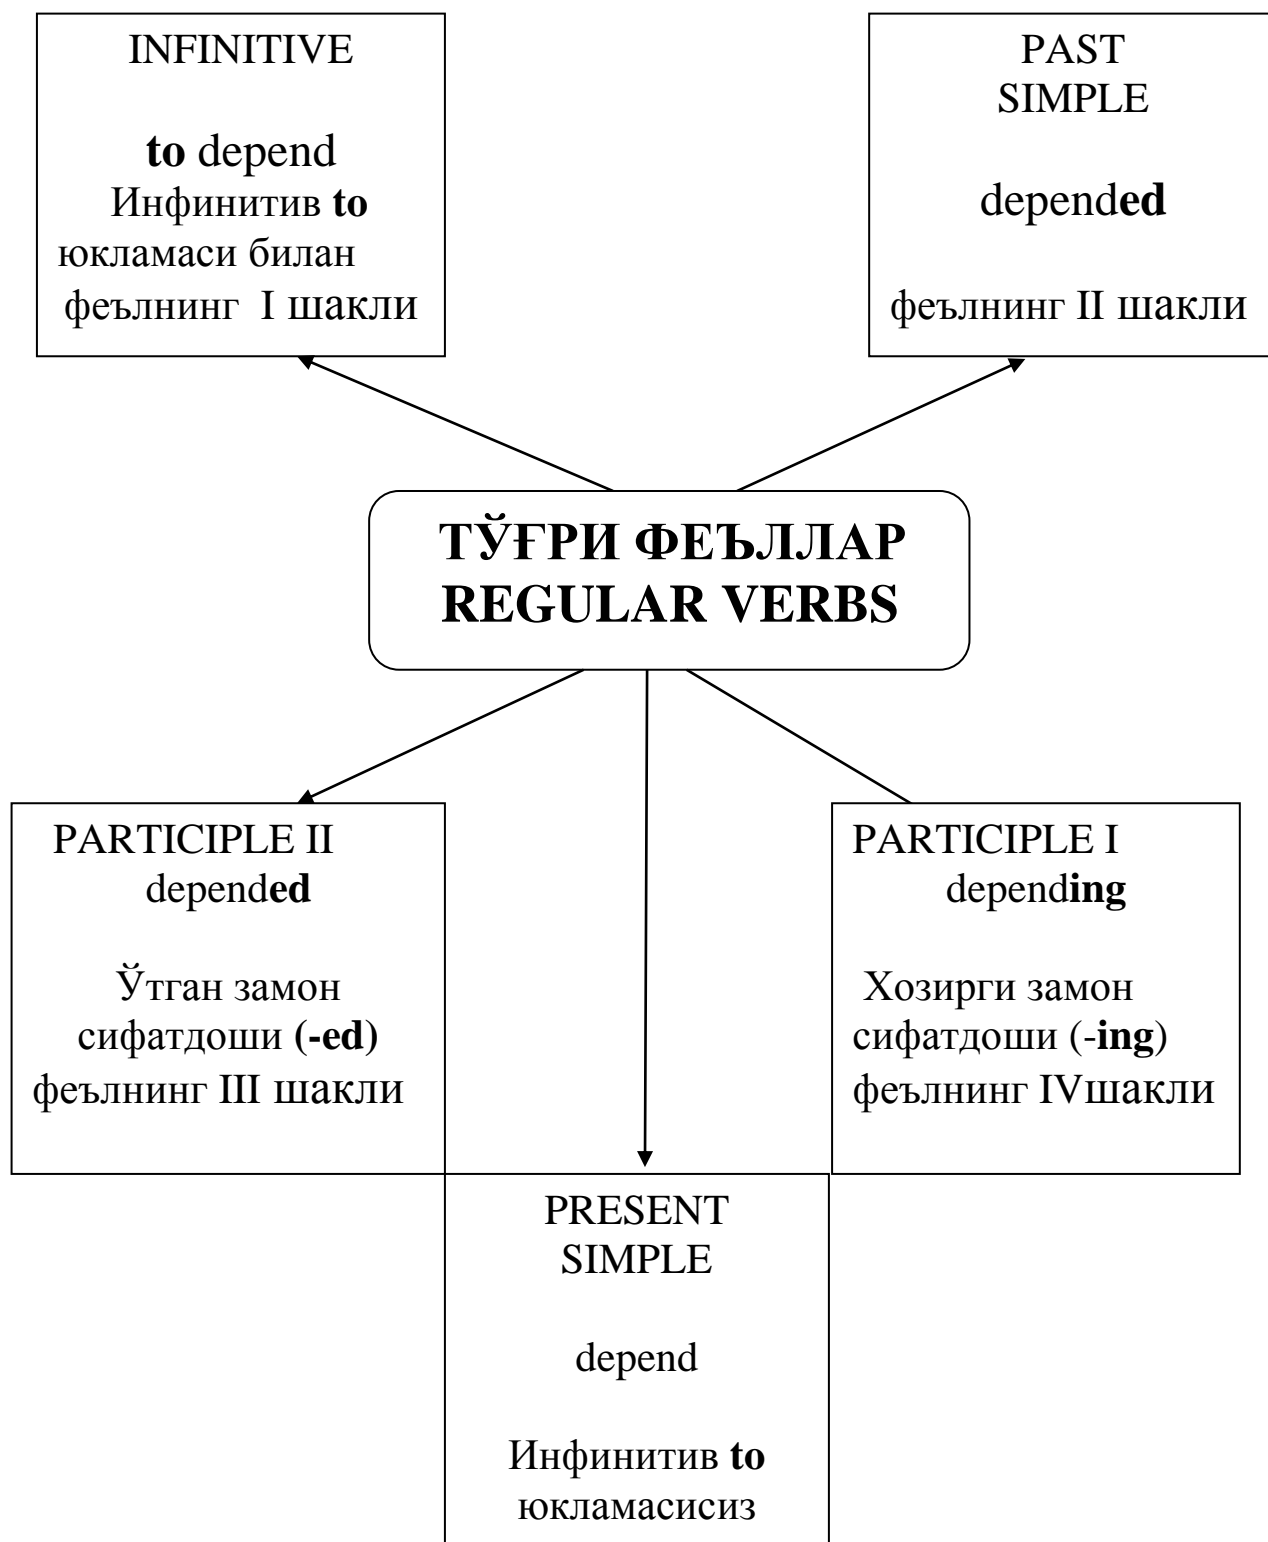 INFINITIVE
to depend
Инфинитив to
юкламаси билан
феълнинг I шакли
PAST
SIMPLE
depended
феълнинг II шакли
ТЎҒРИ ФЕЪЛЛАР
REGULAR VERBS
PARTICIPLE II
depended
Ўтган замон
сифатдоши (-ed)
феълнинг III шакли
PARTICIPLE I
depending
Хозирги замон
сифатдоши (-ing)
феълнинг IVшакли
PRESENT
SIMPLE
depend
Инфинитив to
юкламасисиз